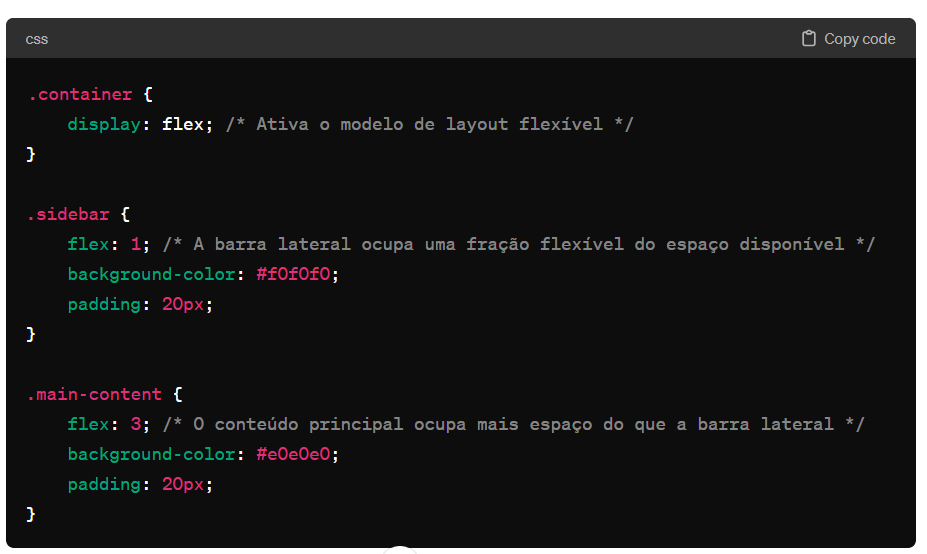 css
Copy code
.container {
    display: flex; /* Ativa o modelo de layout flexível */
}

.sidebar {
    flex: 1; /* A barra lateral ocupa uma fração flexível do espaço disponível */
    background-color: #f0f0f0;
    padding: 20px;
}

.main-content {
    flex: 3; /* O conteúdo principal ocupa mais espaço do que a barra lateral */
    background-color: #e0e0e0;
    padding: 20px;
}